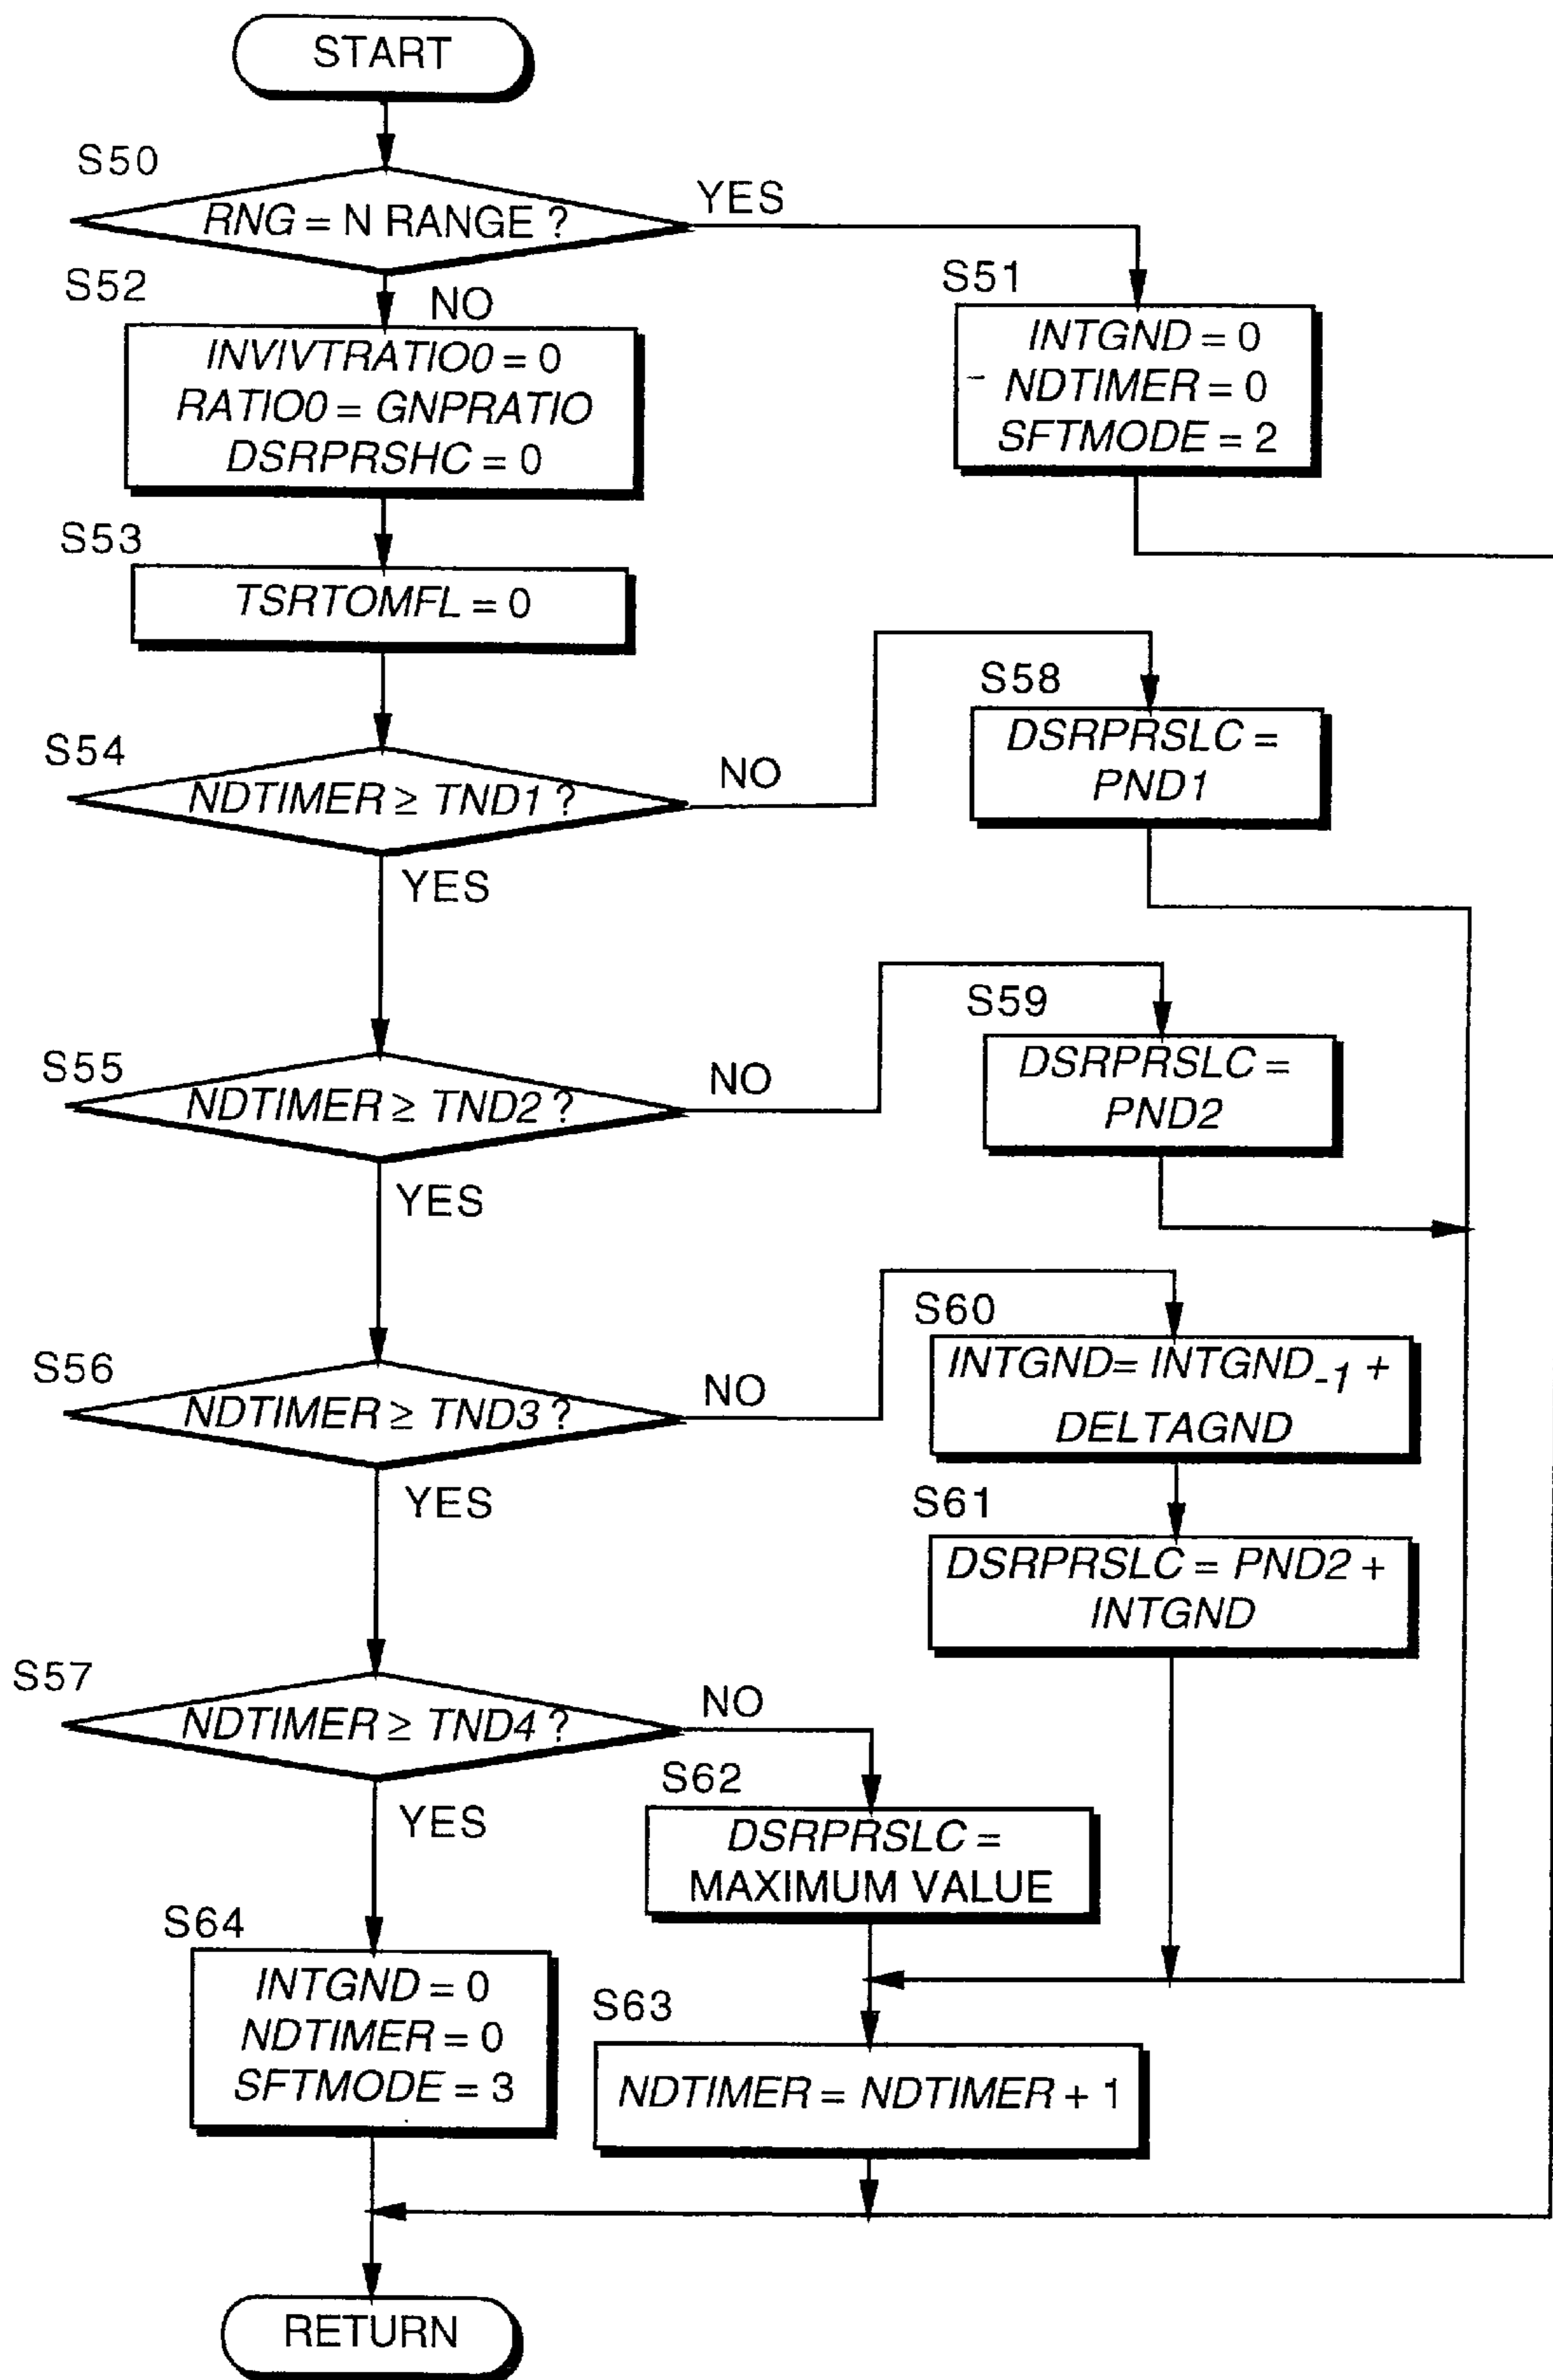 START
S50
RNG = N RANGE ?
YES
S51
INTGND = 0
NDTIMER = 0
SFTMODE = 2
S52
NO
INVIVTRATIO0 = 0
RATIO0 = GNPRATIO
DSRPRSHC = 0
S53
TSRTOMFL = 0
S54
NDTIMER ≥ TND1 ?
NO
YES
S58
DSRPRSLC =
PND1
S55
NDTIMER ≥ TND2 ?
NO
YES
S59
DSRPRSLC =
PND2
S56
NDTIMER ≥ TND3 ?
NO
YES
S60
INTGND= INTGND-1 +
DELTAGND
S61
DSRPRSLC = PND2 +
INTGND
S57
NDTIMER ≥ TND4 ?
NO
YES
S62
DSRPRSLC =
MAXIMUM VALUE
S64
INTGND = 0
NDTIMER = 0
SFTMODE = 3
S63
NDTIMER = NDTIMER + 1
RETURN